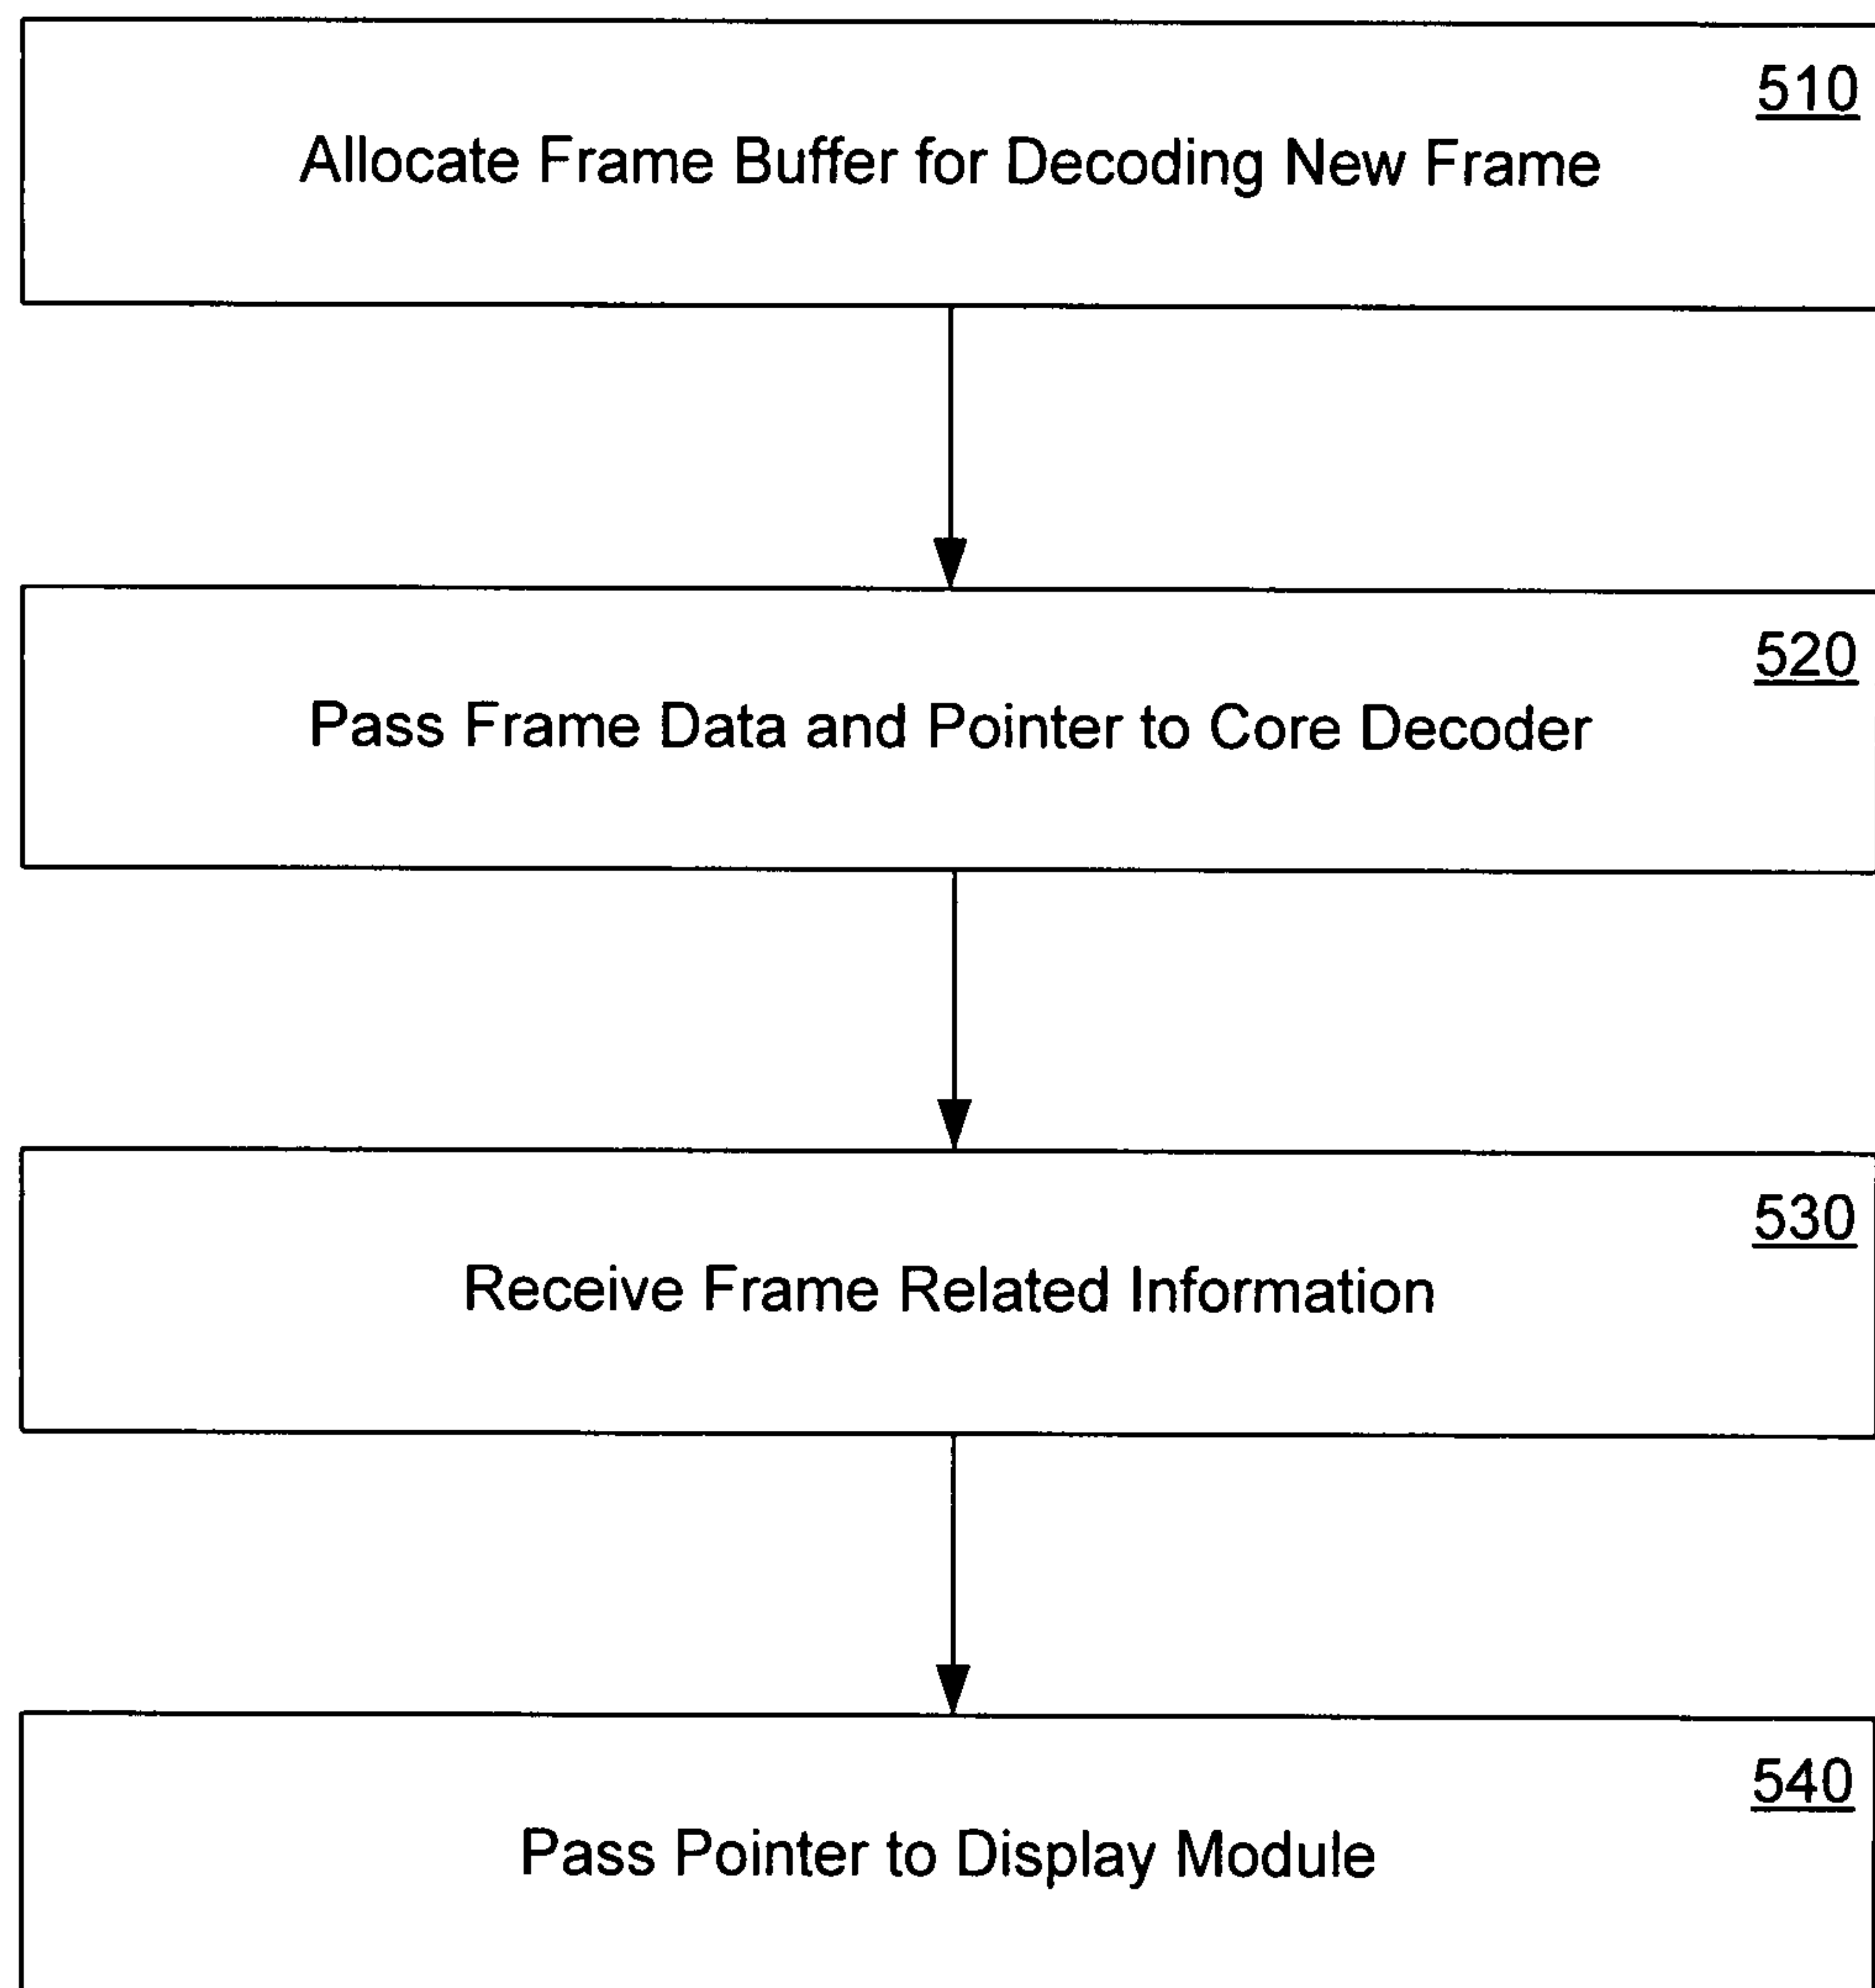 510
Allocate Frame Buffer for Decoding New Frame
520
Pass Frame Data and Pointer to Core Decoder
530
Receive Frame Related Information
540
Pass Pointer to Display Module